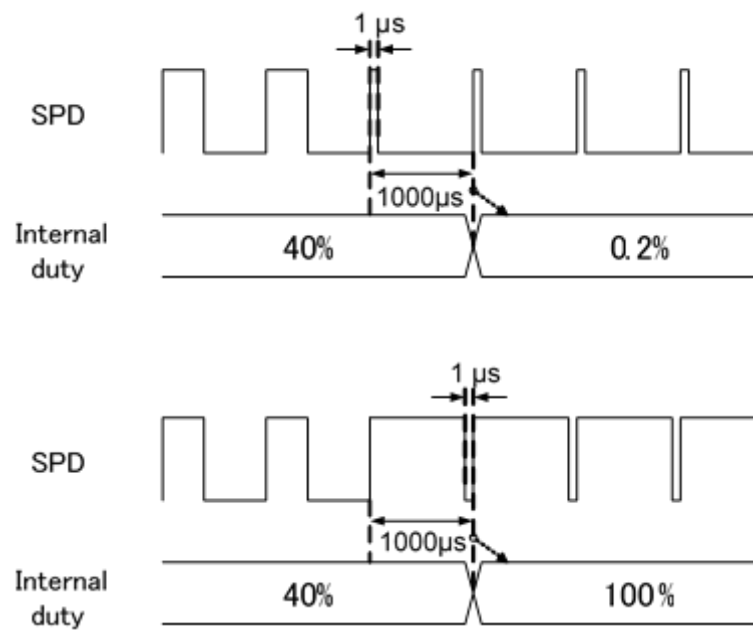 1 µs
SPD
1000µs
Internal
duty
40%
0.2%
1 µs
SPD
1000µs
Internal
duty
40%
100%